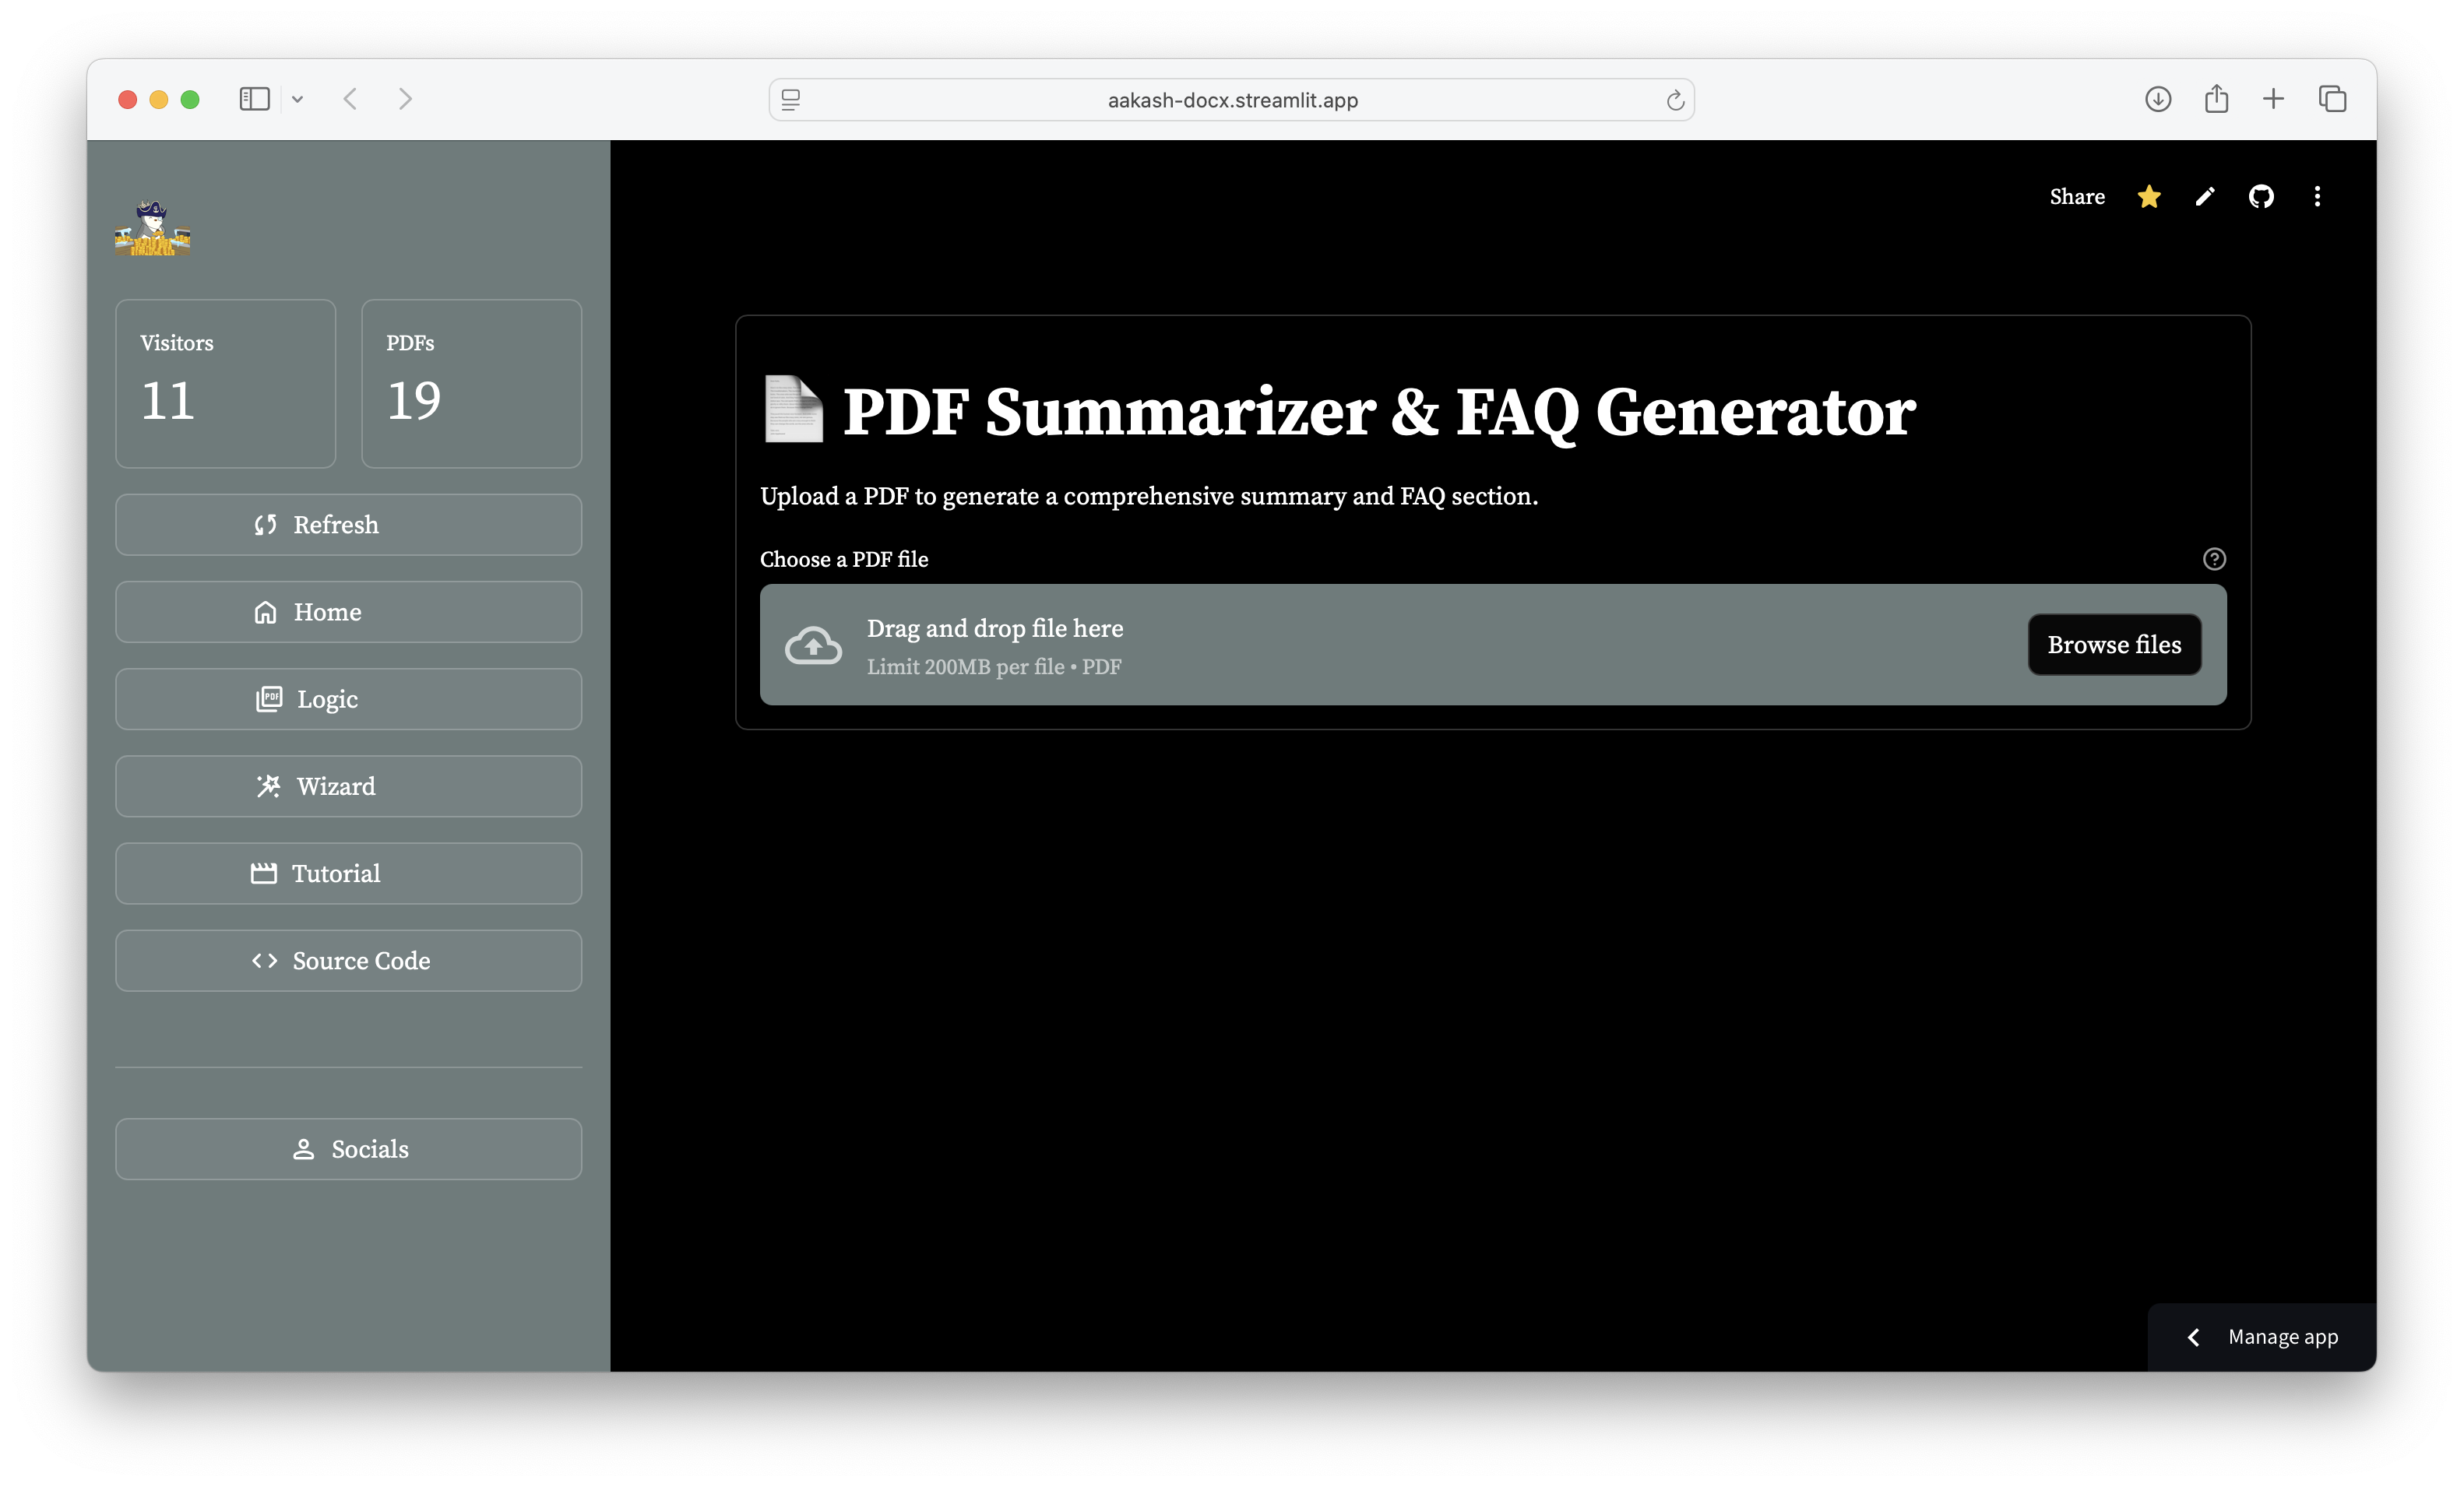 aakash-docx.streamlit.app
Share
Visitors
11
PDFs
19
Refresh
Home
Logic
Wizard
Tutorial
Source Code
Socials
PDF Summarizer & FAQ Generator
Upload a PDF to generate a comprehensive summary and FAQ section.
Choose a PDF file
Drag and drop file here
Limit 200MB per file • PDF
Browse files
Manage app